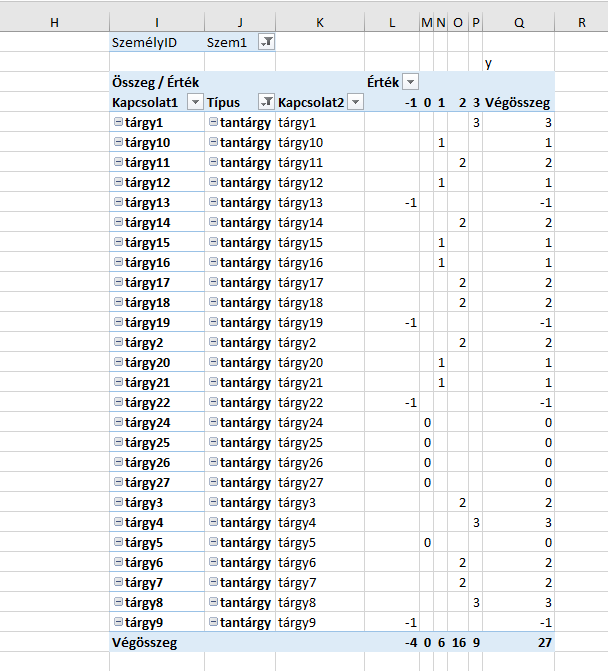 H I J K L M N O P Q R
SzemélyID Szem1
y
Összeg / Érték Érték
Kapcsolat1 Típus Kapcsolat2 -1 0 1 2 3 Végösszeg
tárgy1 tantárgy tárgy1 3 3
tárgy10 tantárgy tárgy10 1 1
tárgy11 tantárgy tárgy11 2 2
tárgy12 tantárgy tárgy12 1 1
tárgy13 tantárgy tárgy13 -1 -1
tárgy14 tantárgy tárgy14 2 2
tárgy15 tantárgy tárgy15 1 1
tárgy16 tantárgy tárgy16 1 1
tárgy17 tantárgy tárgy17 2 2
tárgy18 tantárgy tárgy18 2 2
tárgy19 tantárgy tárgy19 -1 -1
tárgy2 tantárgy tárgy2 2 2
tárgy20 tantárgy tárgy20 1 1
tárgy21 tantárgy tárgy21 1 1
tárgy22 tantárgy tárgy22 -1 -1
tárgy24 tantárgy tárgy24 0 0
tárgy25 tantárgy tárgy25 0 0
tárgy26 tantárgy tárgy26 0 0
tárgy27 tantárgy tárgy27 0 0
tárgy3 tantárgy tárgy3 2 2
tárgy4 tantárgy tárgy4 3 3
tárgy5 tantárgy tárgy5 0 0
tárgy6 tantárgy tárgy6 2 2
tárgy7 tantárgy tárgy7 2 2
tárgy8 tantárgy tárgy8 3 3
tárgy9 tantárgy tárgy9 -1 -1
Végösszeg -4 0 6 16 9 27